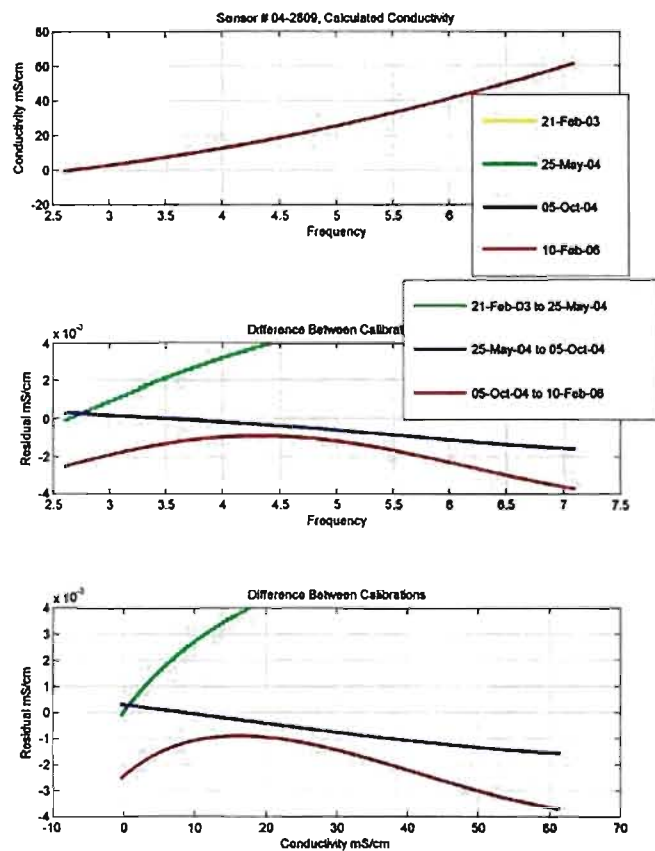 Sensor # 04-2809, Calculated Conductivity
Conductivity mS/cm
80
60
40
20
0
-20
2.5 3 3.5 4 4.5 5 5.5 6
Frequency
21-Feb-03
25-May-04
05-Oct-04
10-Feb-06
21-Feb-03 to 25-May-04
25-May-04 to 05-Oct-04
05-Oct-04 to 10-Feb-06
x 10⁻³
Difference Between Calibrat
Residual mS/cm
4
2
0
-2
-4
2.5 3 3.5 4 4.5 5 5.5 6 6.5 7 7.5
Frequency
x 10⁻³
Difference Between Calibrations
Residual mS/cm
4
3
2
1
0
-1
-2
-3
-4
-10 0 10 20 30 40 50 60 70
Conductivity mS/cm